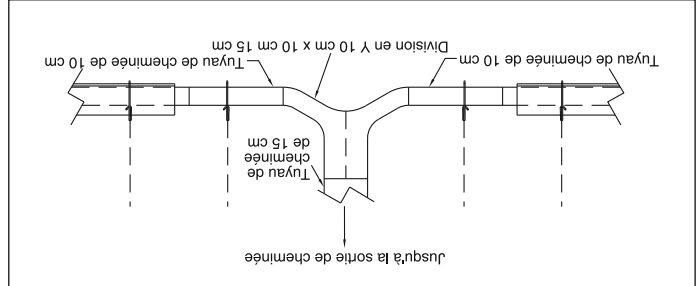 Jusqu'à la sortie de cheminée
Tuyau de
cheminée
de 15 cm
Tuyau de cheminée de 10 cm
Tuyau de cheminée de 10 cm
Division en Y 10 cm x 10 cm x 15 cm